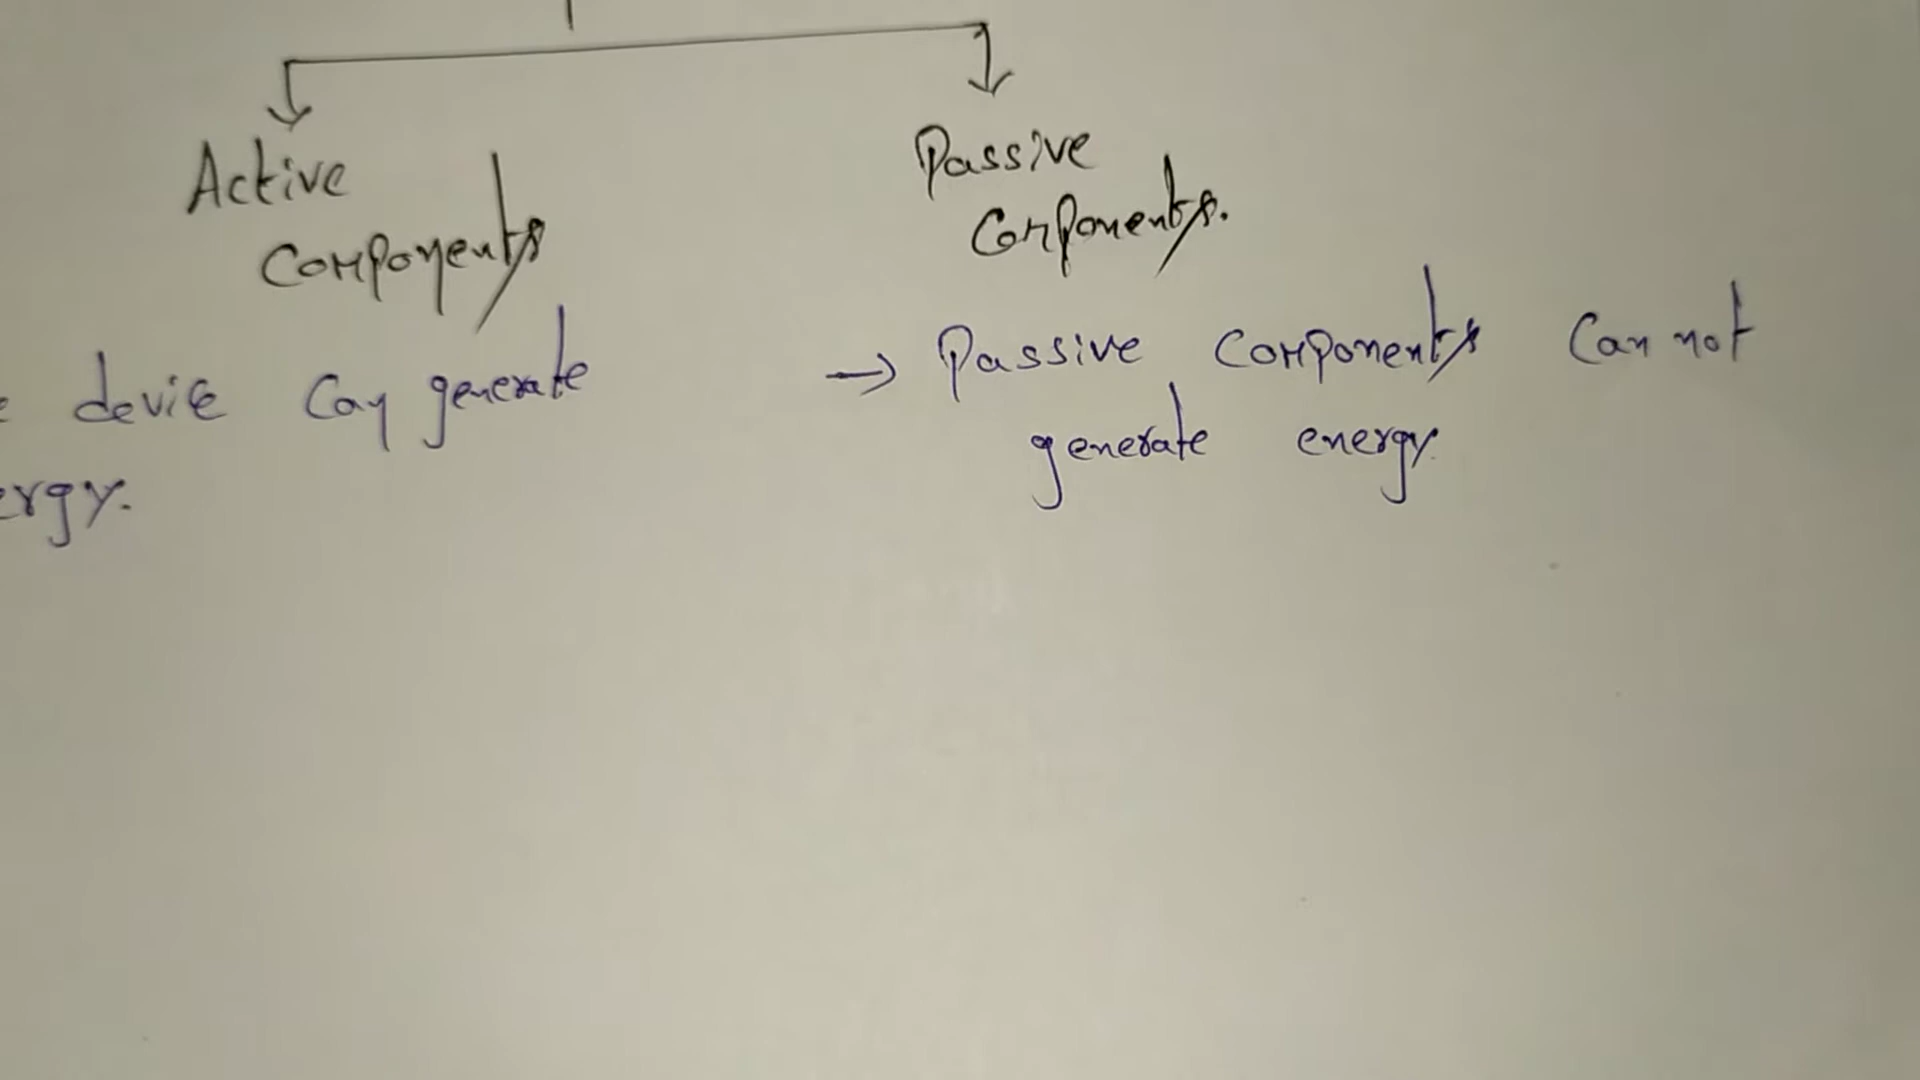 Active
Components
Passive
Components.
device can generate
ergy.
→ Passive Components Can not
generate energy.